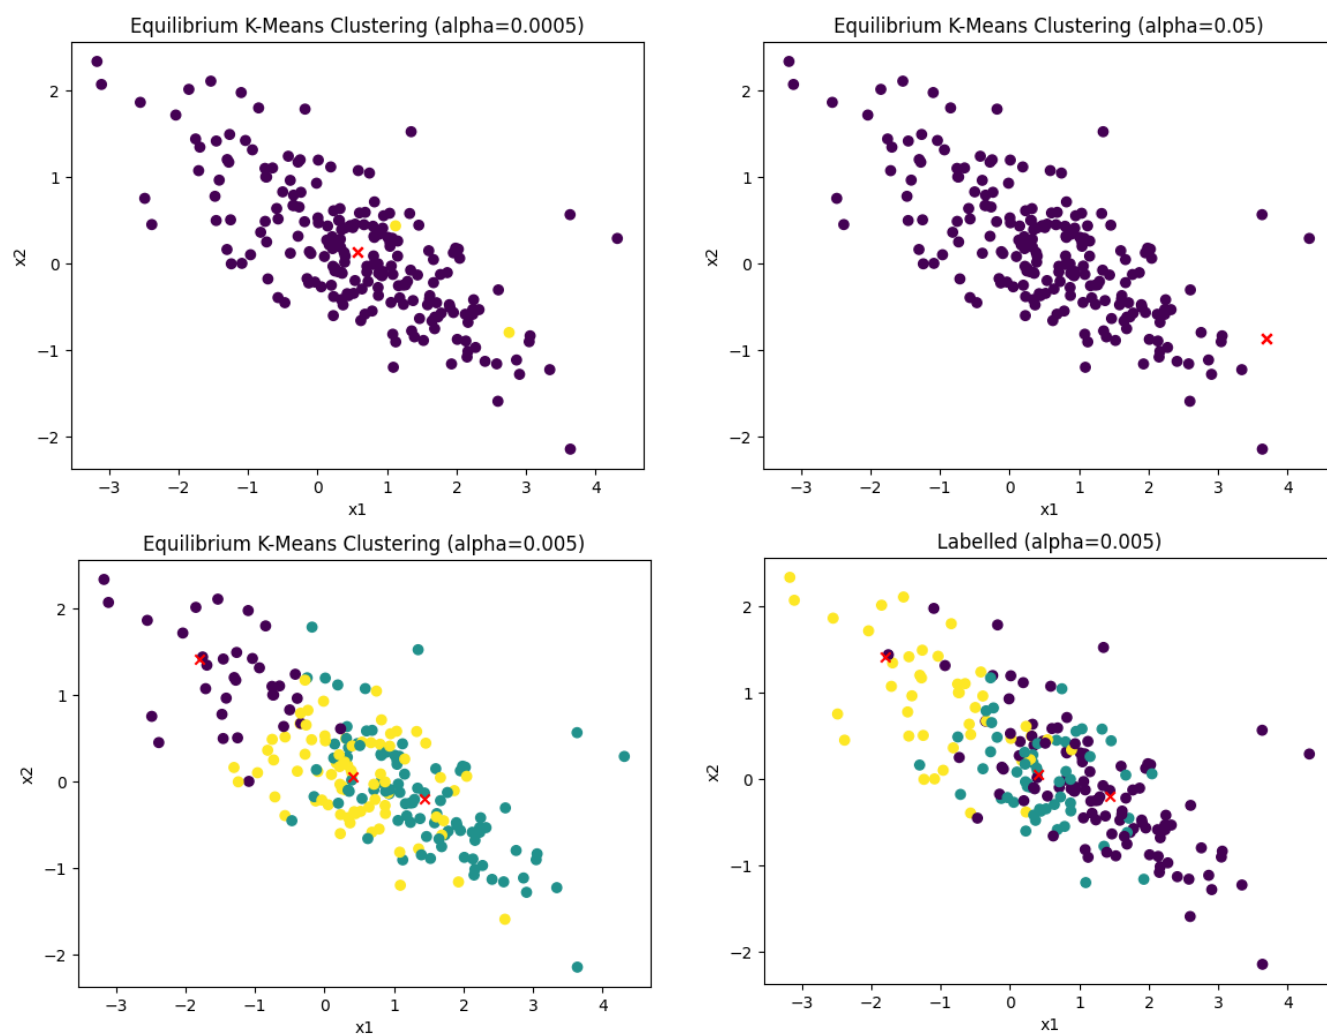 Equilibrium K-Means Clustering (alpha=0.0005)
2
1
0
−1
−2
x2
−3 −2 −1 0 1 2 3 4
x1
Equilibrium K-Means Clustering (alpha=0.05)
2
1
0
−1
−2
x2
−3 −2 −1 0 1 2 3 4
x1
Equilibrium K-Means Clustering (alpha=0.005)
2
1
0
−1
−2
x2
−3 −2 −1 0 1 2 3 4
x1
Labelled (alpha=0.005)
2
1
0
−1
−2
x2
−3 −2 −1 0 1 2 3 4
x1